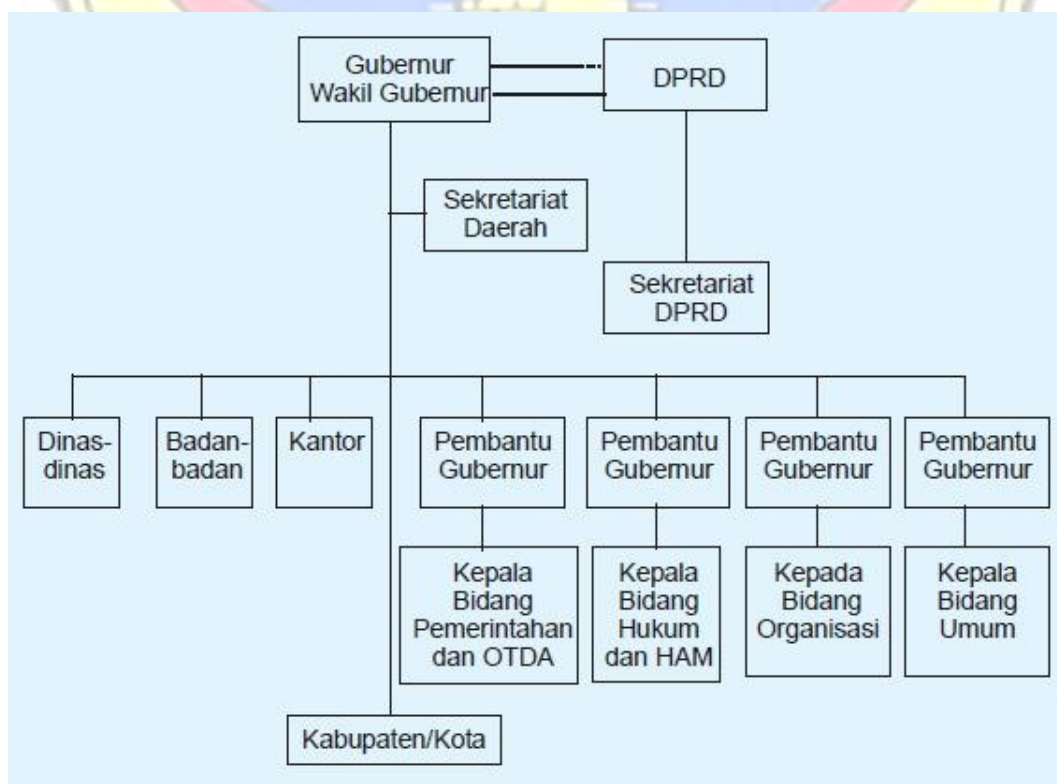 Gubernur
Wakil Gubernur
DPRD
Sekretariat
Daerah
Sekretariat
DPRD
Dinas-
dinas
Badan-
badan
Kantor
Pembantu
Gubernur
Pembantu
Gubernur
Pembantu
Gubernur
Pembantu
Gubernur
Kepala
Bidang
Pemerintahan
dan OTDA
Kepala
Bidang
Hukum
dan HAM
Kepada
Bidang
Organisasi
Kepala
Bidang
Umum
Kabupaten/Kota